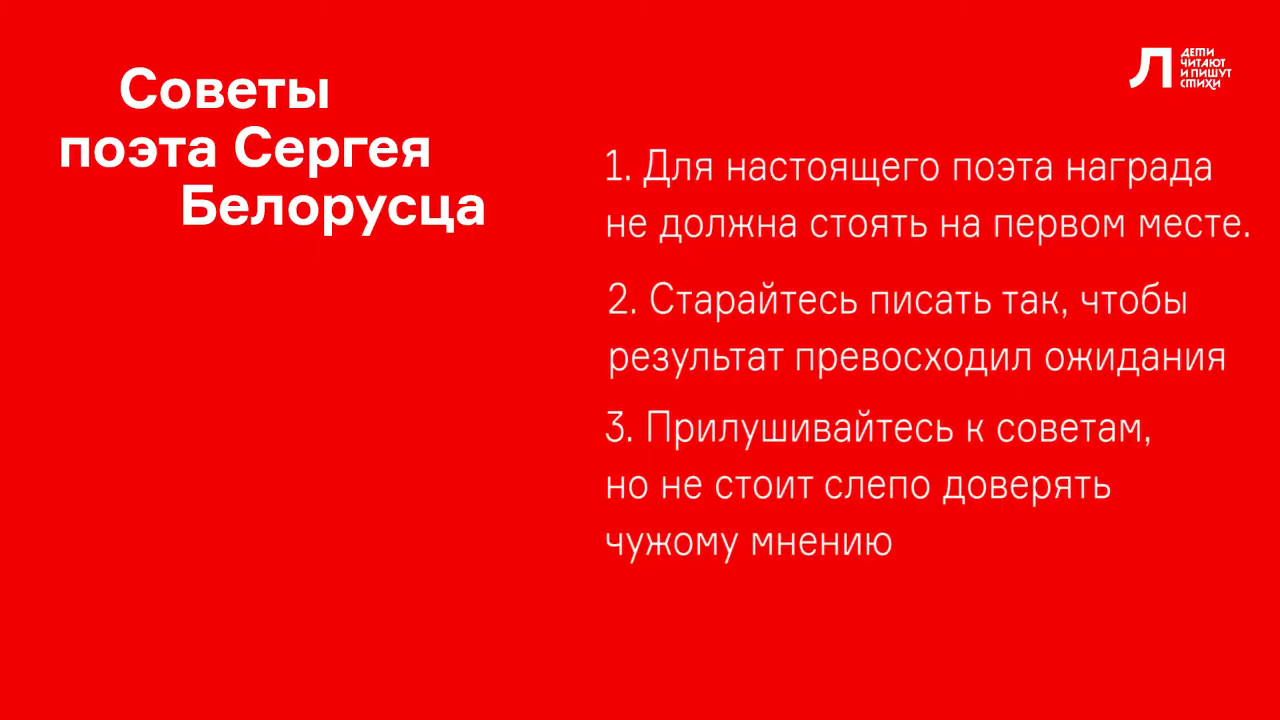 Советы
поэта Сергея
Белорусца
Л
ДЕТИ
ЧИТАЮТ
И ПИШУТ
СТИХИ
1. Для настоящего поэта награда
не должна стоять на первом месте.
2. Старайтесь писать так, чтобы
результат превосходил ожидания
3. Прилушивайтесь к советам,
но не стоит слепо доверять
чужому мнению